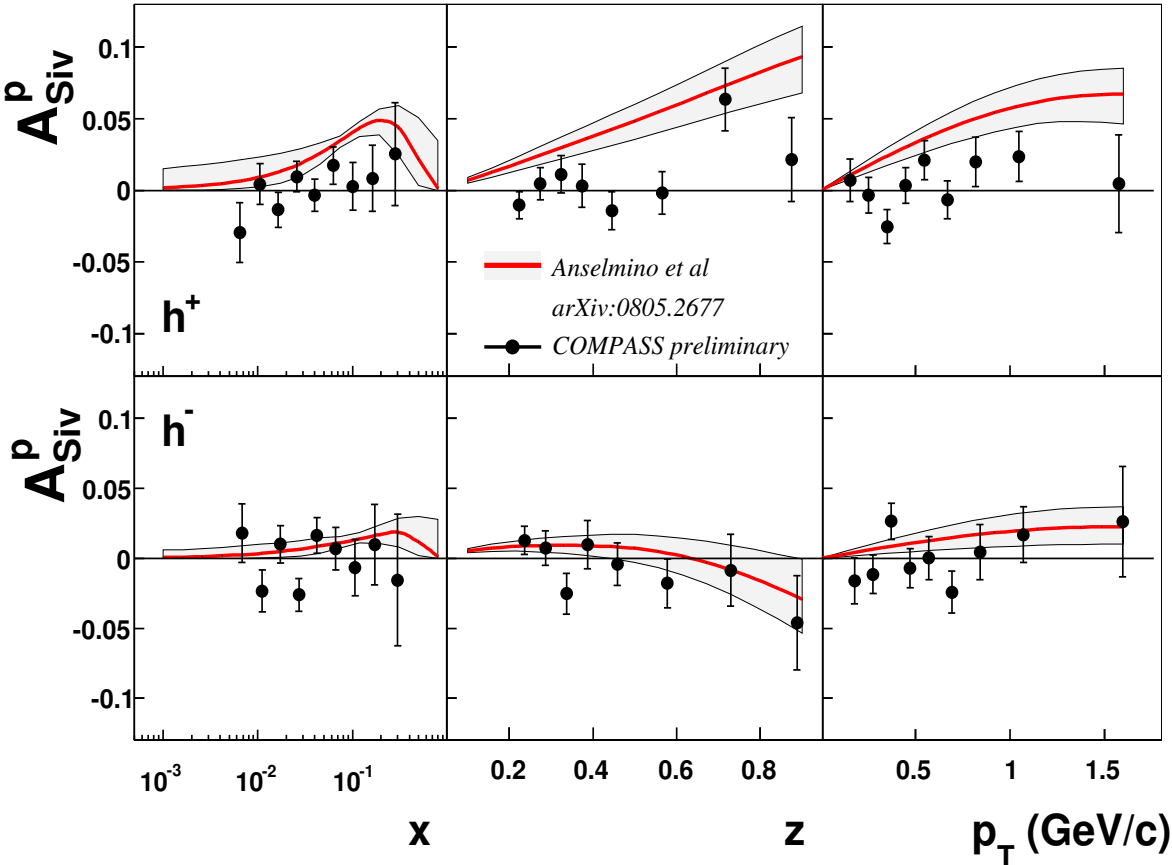 A^p_Siv
0.1
0.05
0
-0.05
-0.1
h⁺
Anselmino et al
arXiv:0805.2677
COMPASS preliminary
A^p_Siv
0.1
0.05
0
-0.05
-0.1
h⁻
10⁻³ 10⁻² 10⁻¹
0.2 0.4 0.6 0.8
0.5 1 1.5
x
z
p_T (GeV/c)